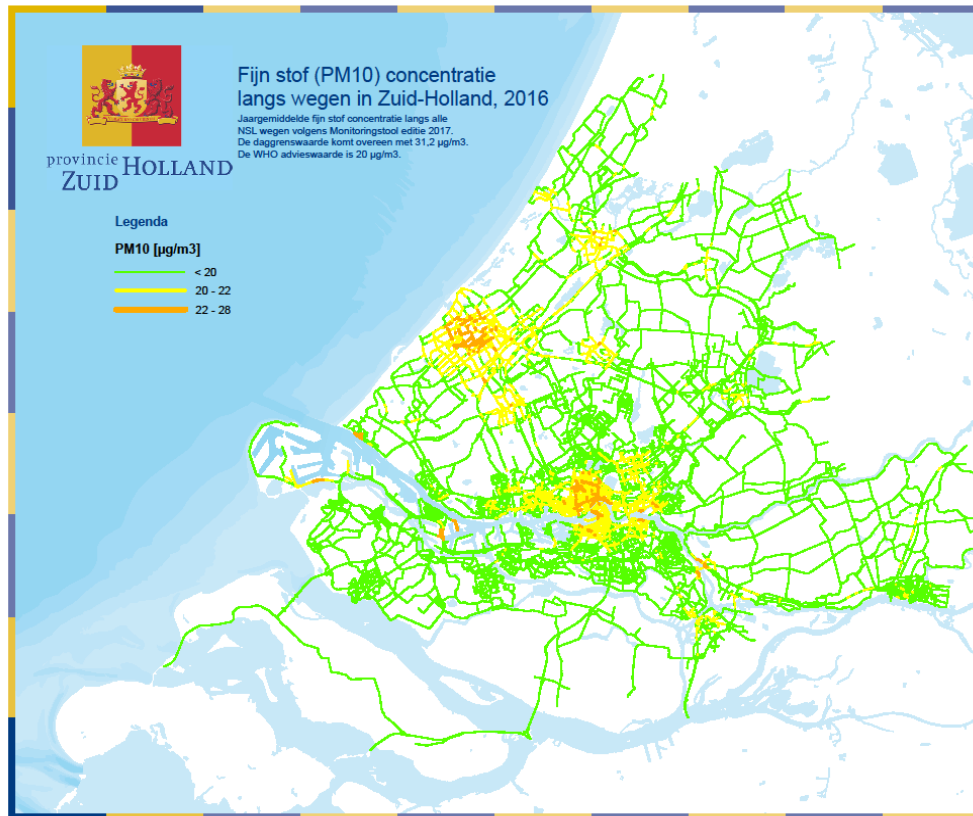 provincie HOLLAND
ZUID
Fijn stof (PM10) concentratie
langs wegen in Zuid-Holland, 2016
Jaargemiddelde fijn stof concentratie langs alle
NSL wegen volgens Monitoringstool editie 2017.
De daggrenswaarde komt overeen met 31,2 µg/m3.
De WHO advieswaarde is 20 µg/m3.
Legenda
PM10 [µg/m3]
< 20
20 - 22
22 - 28